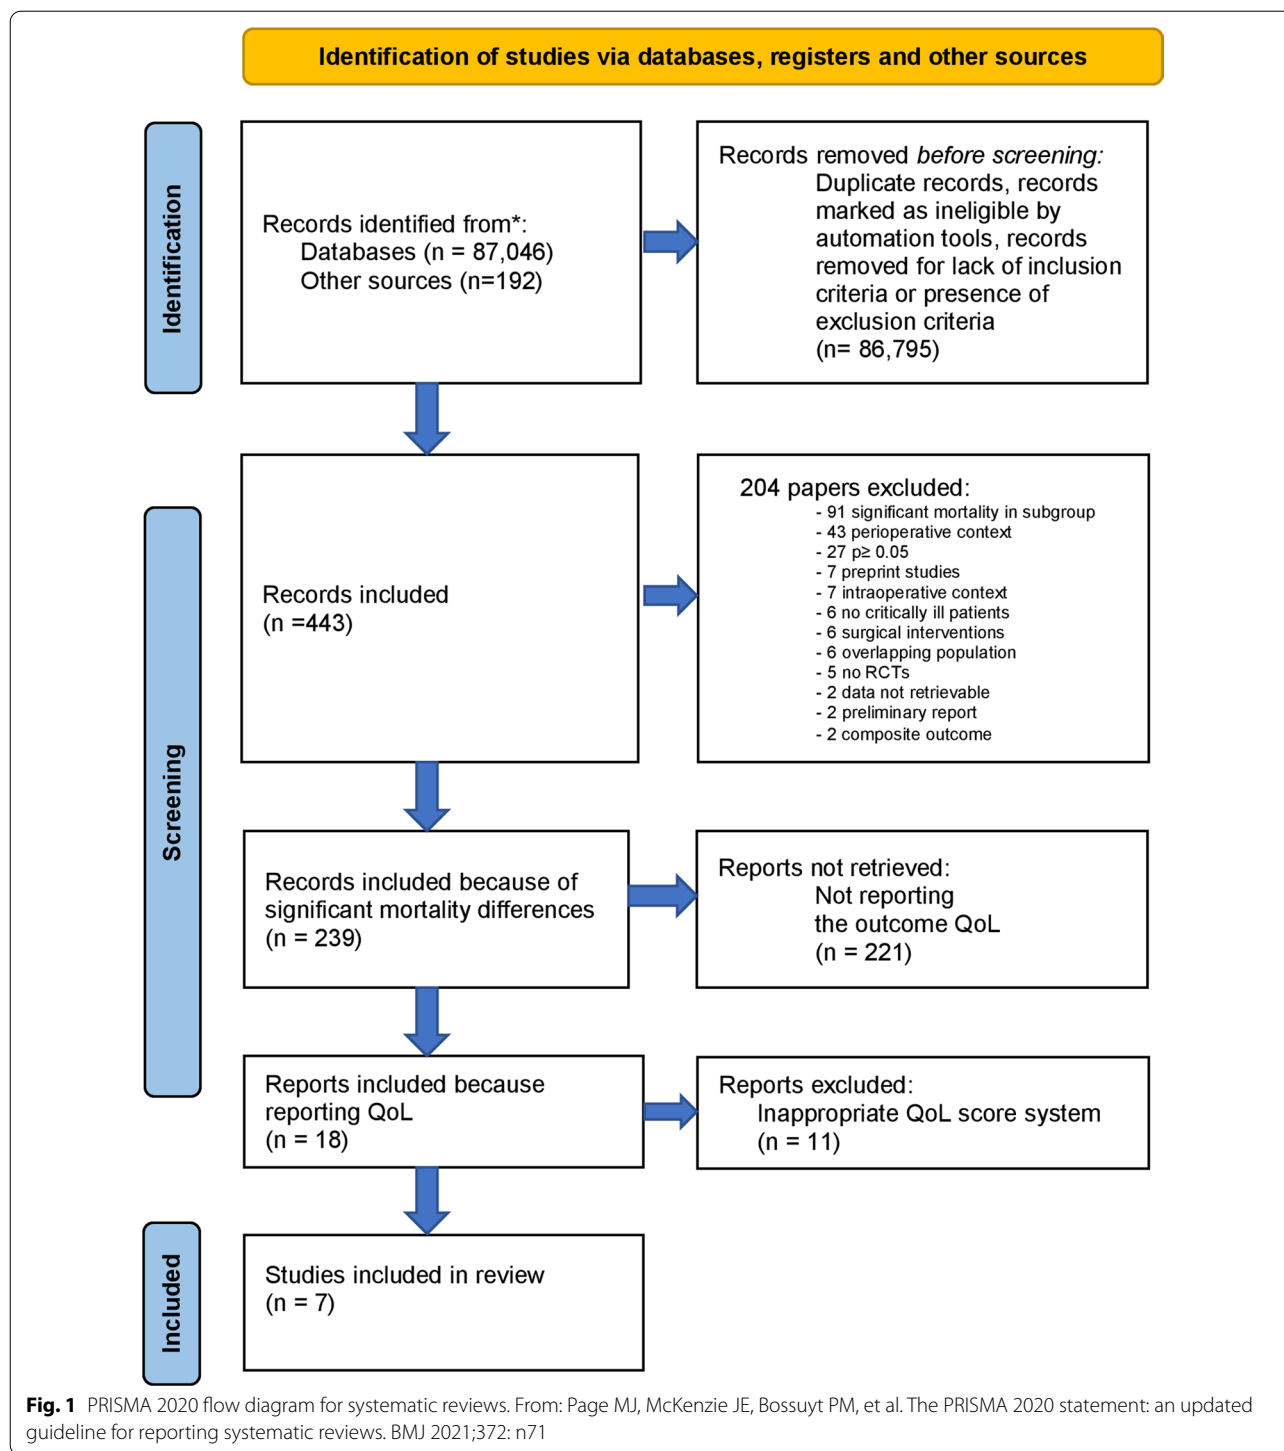 Identification of studies via databases, registers and other sources
Identification
Records identified from*:
Databases (n = 87,046)
Other sources (n=192)
Records removed before screening:
Duplicate records, records
marked as ineligible by
automation tools, records
removed for lack of inclusion
criteria or presence of
exclusion criteria
(n= 86,795)
Screening
Records included
(n =443)
204 papers excluded:
- 91 significant mortality in subgroup
- 43 perioperative context
- 27 p≥ 0.05
- 7 preprint studies
- 7 intraoperative context
- 6 no critically ill patients
- 6 surgical interventions
- 6 overlapping population
- 5 no RCTs
- 2 data not retrievable
- 2 preliminary report
- 2 composite outcome
Records included because of
significant mortality differences
(n = 239)
Reports not retrieved:
Not reporting
the outcome QoL
(n = 221)
Reports included because
reporting QoL
(n = 18)
Reports excluded:
Inappropriate QoL score system
(n = 11)
Included
Studies included in review
(n = 7)
Fig. 1 PRISMA 2020 flow diagram for systematic reviews. From: Page MJ, McKenzie JE, Bossuyt PM, et al. The PRISMA 2020 statement: an updated
guideline for reporting systematic reviews. BMJ 2021;372: n71